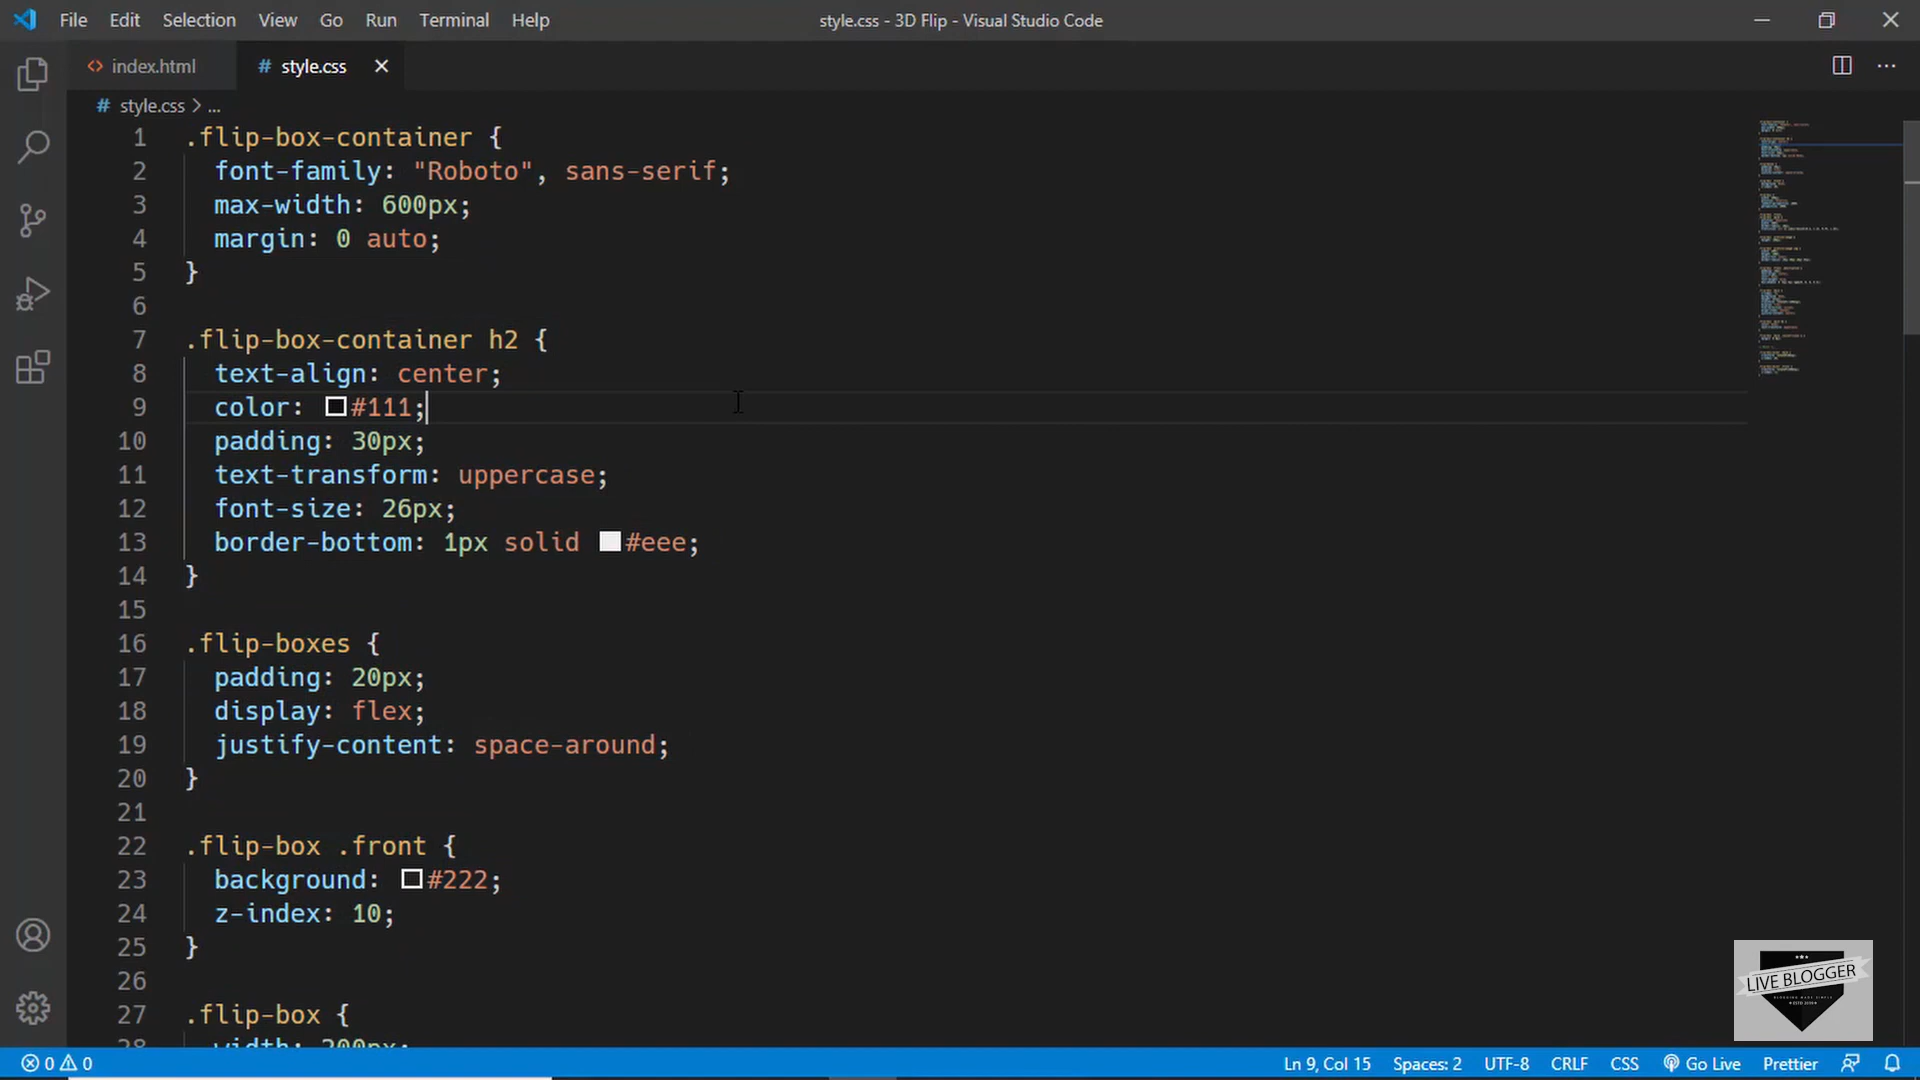 File Edit Selection View Go Run Terminal Help style.css - 3D Flip - Visual Studio Code
<> index.html # style.css
# style.css > ...
1 .flip-box-container {
2 font-family: "Roboto", sans-serif;
3 max-width: 600px;
4 margin: 0 auto;
5 }
6
7 .flip-box-container h2 {
8 text-align: center;
9 color: #111;
10 padding: 30px;
11 text-transform: uppercase;
12 font-size: 26px;
13 border-bottom: 1px solid #eee;
14 }
15
16 .flip-boxes {
17 padding: 20px;
18 display: flex;
19 justify-content: space-around;
20 }
21
22 .flip-box .front {
23 background: #222;
24 z-index: 10;
25 }
26
27 .flip-box {
28 width: 200px;
LIVE BLOGGER
0 0 Ln 9, Col 15 Spaces: 2 UTF-8 CRLF CSS Go Live Prettier